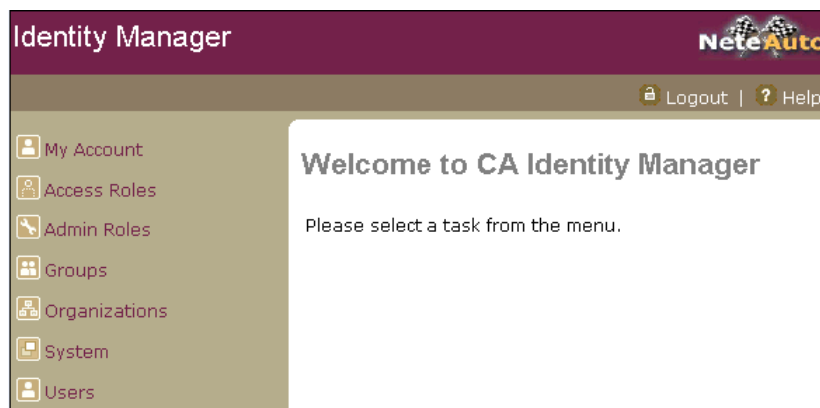 Identity Manager
NeteAuto
Logout | ? Help
My Account
Welcome to CA Identity Manager
Access Roles
Admin Roles
Please select a task from the menu.
Groups
Organizations
System
Users